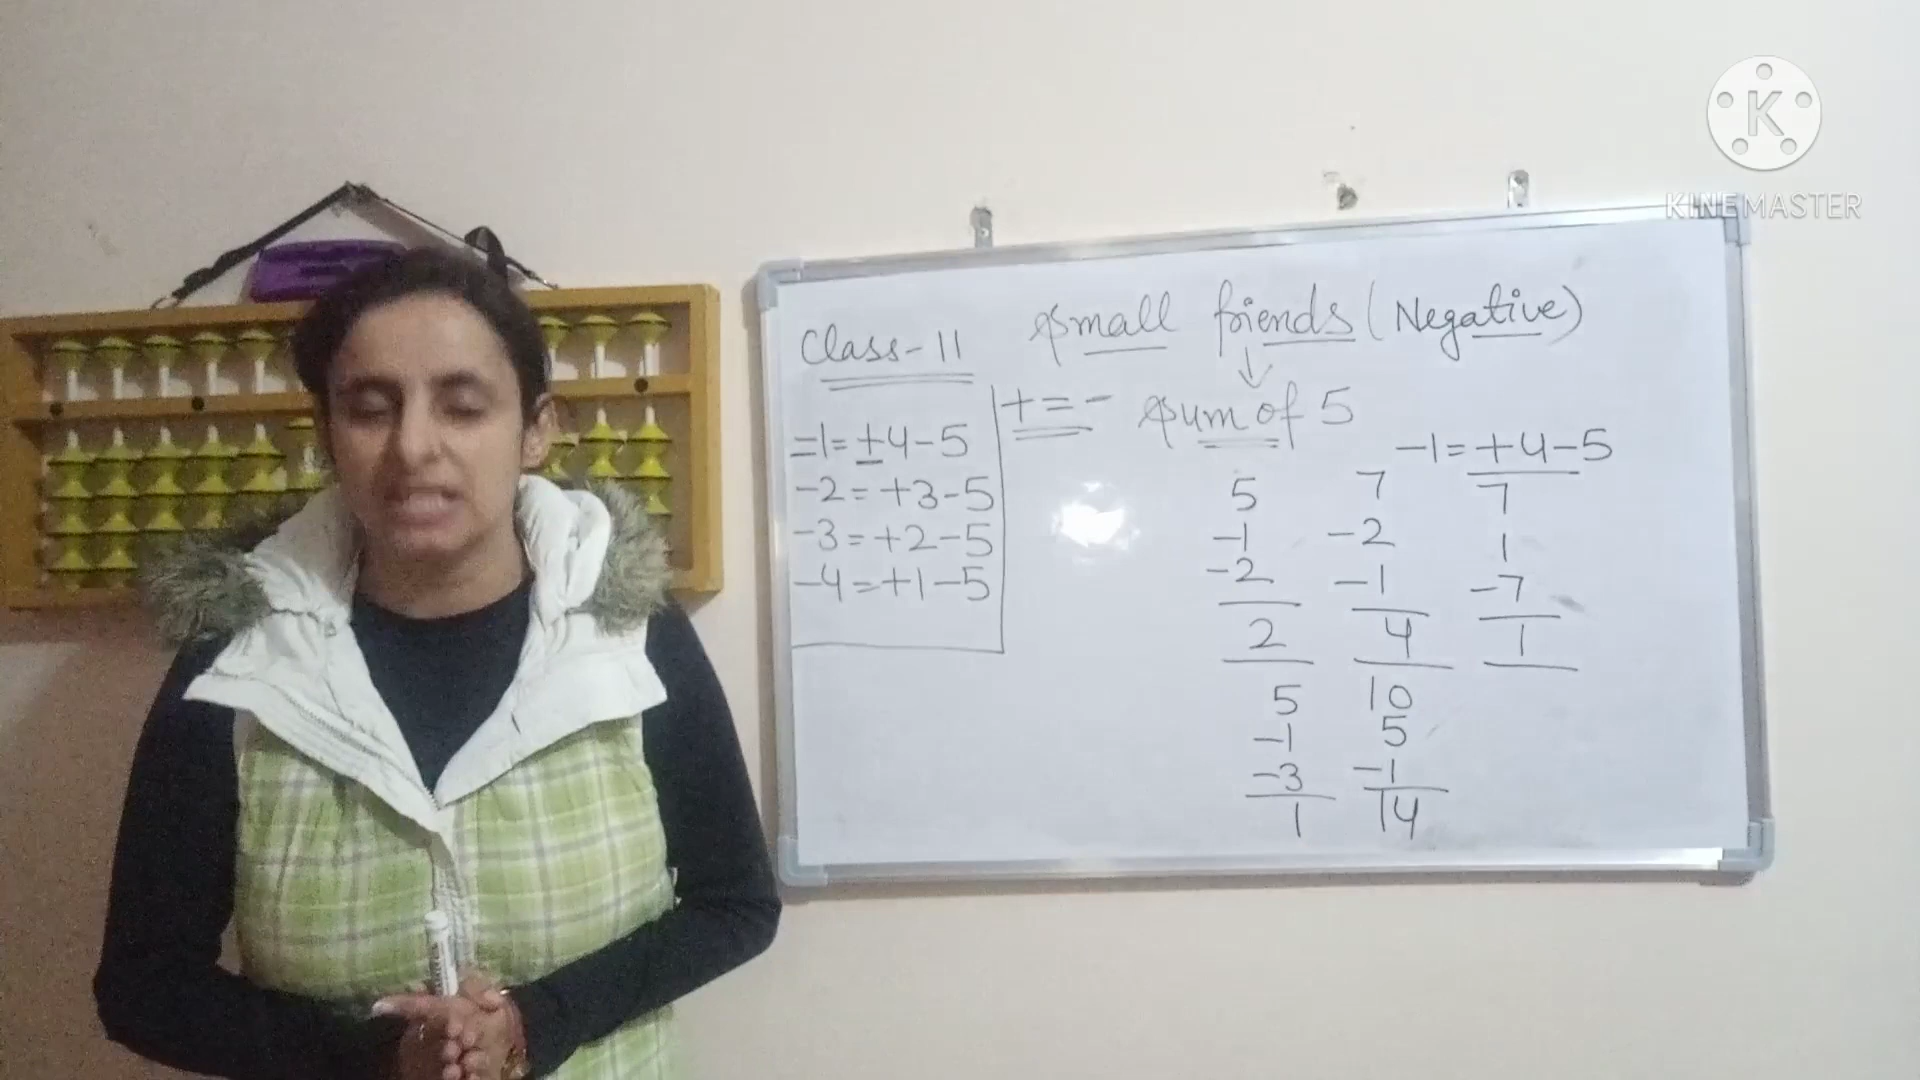 K
KINEMASTER
Class-11 small friends (Negative)
+=- sum of 5
-1=+4-5
-2=+3-5
-3=+2-5
-4=+1-5
-1=+4-5
5 7 7
-1 -2 1
-2 -1 -7
2 4 1
5 10
-1 5
-3 -1
1 14